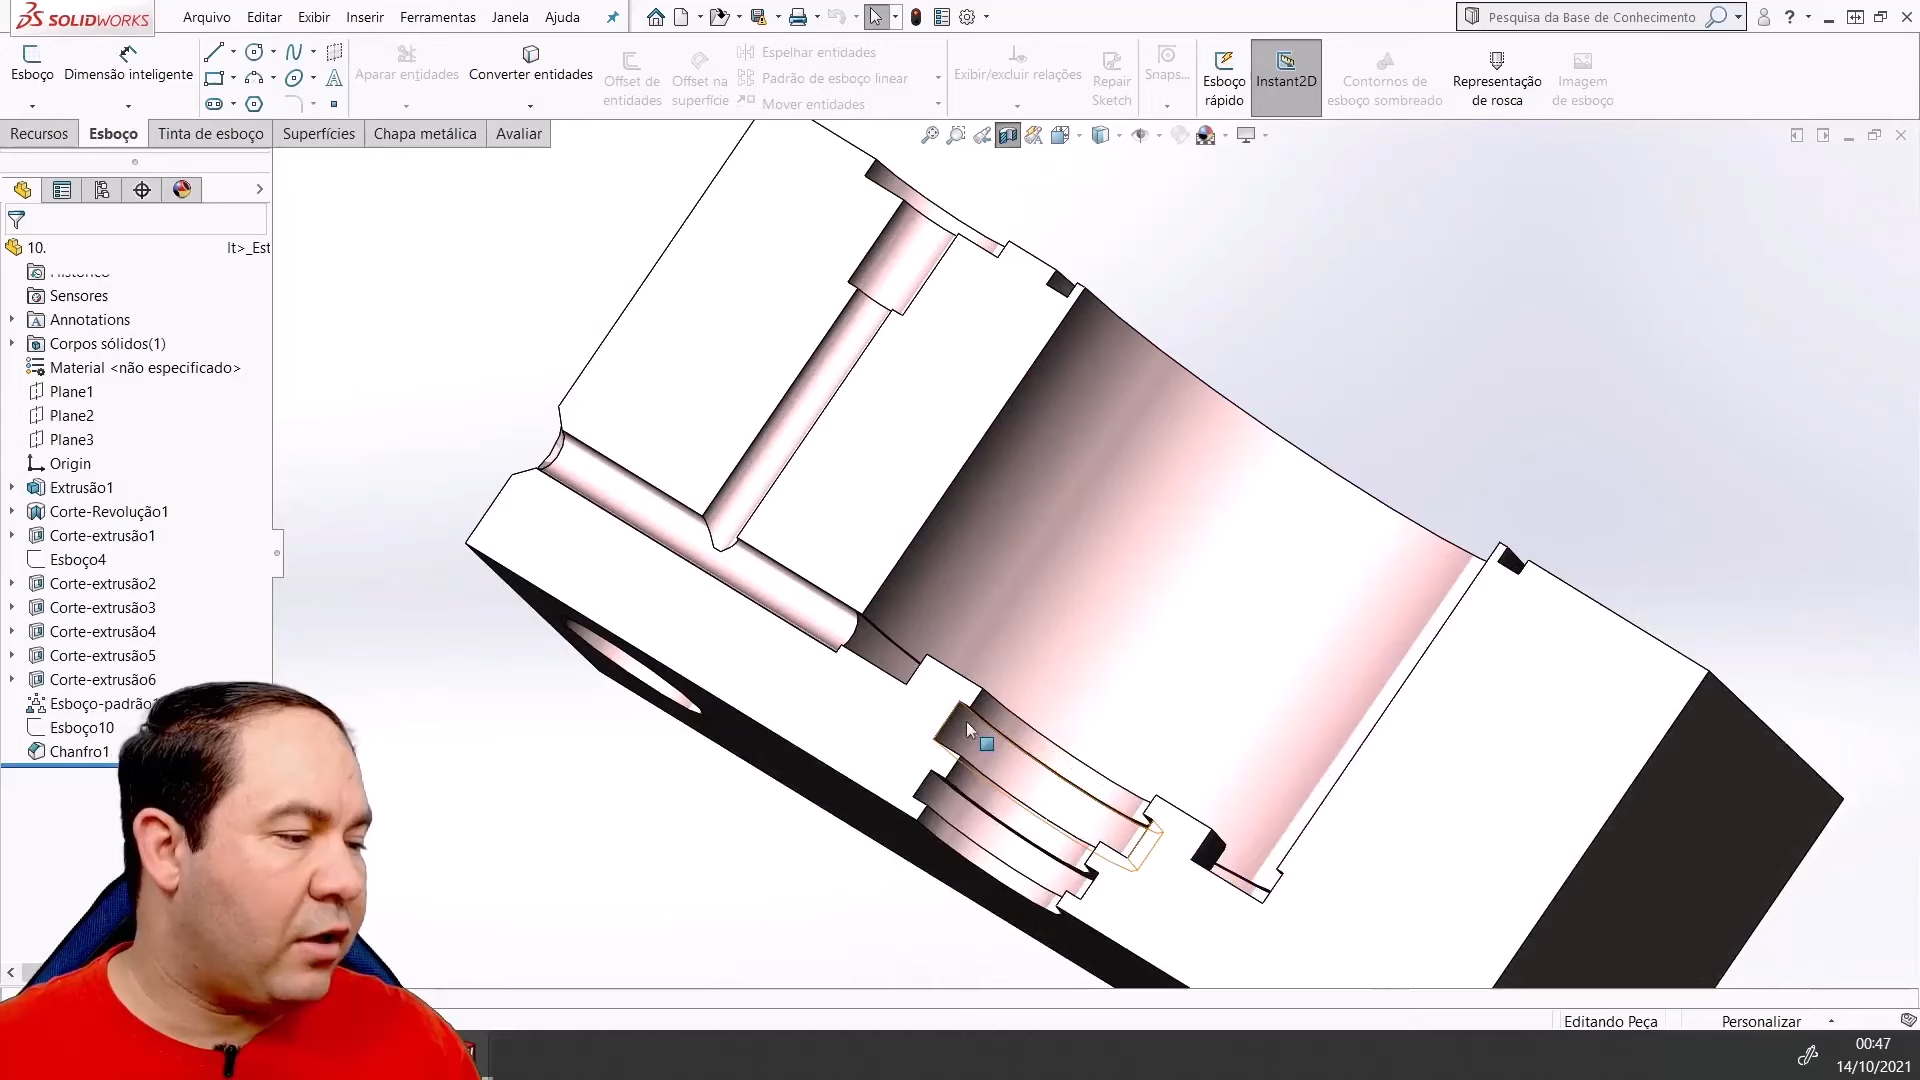 SOLIDWORKS
Arquivo Editar Exibir Inserir Ferramentas Janela Ajuda
Pesquisa da Base de Conhecimento
Esboço
Dimensão inteligente
Aparar entidades
Converter entidades
Offset de entidades
Offset na superfície
Espelhar entidades
Padrão de esboço linear
Mover entidades
Exibir/excluir relações
Repair Sketch
Snaps...
Esboço rápido
Instant2D
Contornos de esboço sombreado
Representação de rosca
Imagem de esboço
Recursos Esboço Tinta de esboço Superfícies Chapa metálica Avaliar
10. lt>_Est
Sensores
Annotations
Corpos sólidos(1)
Material <não especificado>
Plane1
Plane2
Plane3
Origin
Extrusão1
Corte-Revolução1
Corte-extrusão1
Esboço4
Corte-extrusão2
Corte-extrusão3
Corte-extrusão4
Corte-extrusão5
Corte-extrusão6
Esboço-padrão
Esboço10
Chanfro1
Editando Peça
Personalizar
00:47
14/10/2021